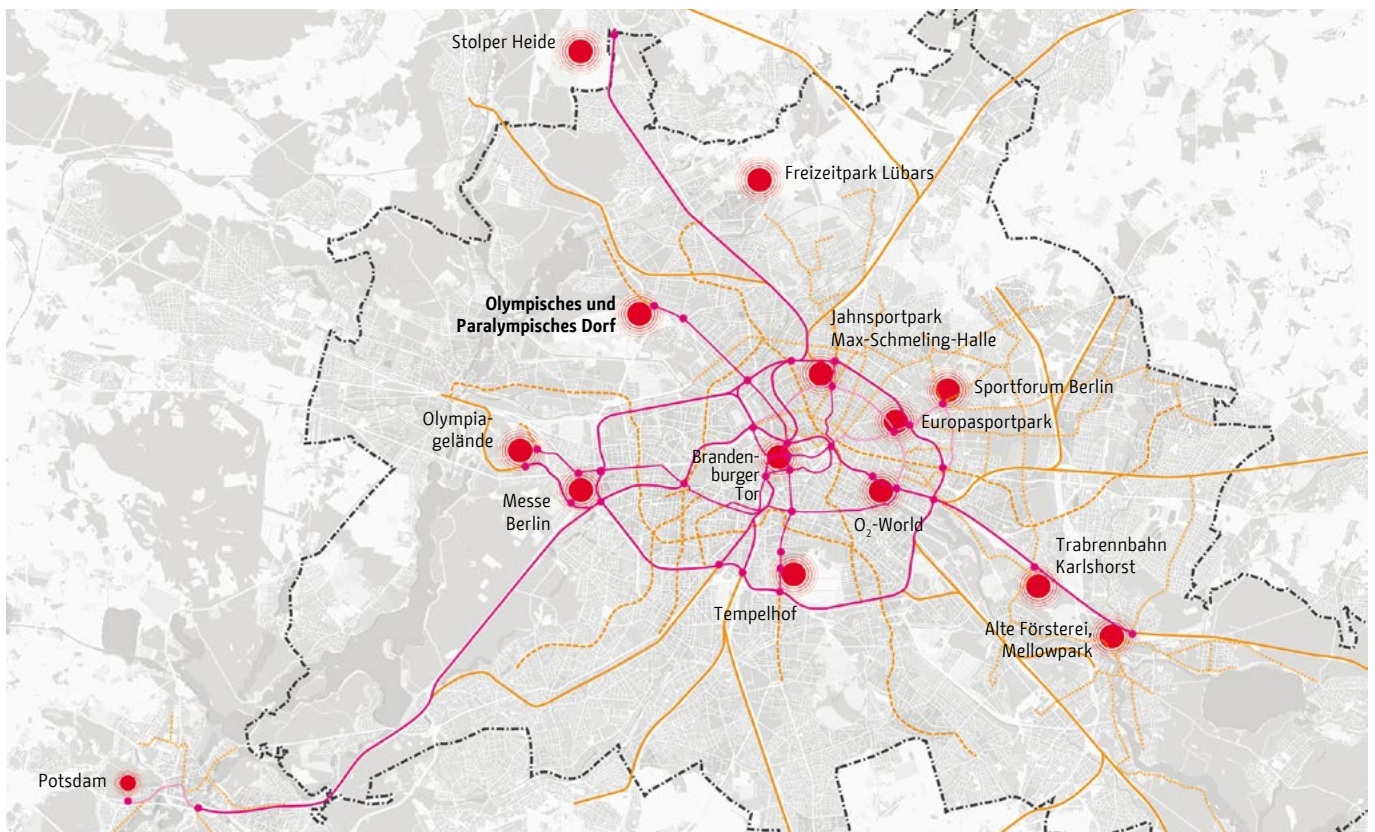 Stolper Heide
Freizeitpark Lübars
Olympisches und
Paralympisches Dorf
Jahnsportpark
Max-Schmeling-Halle
Sportforum Berlin
Europasportpark
Olympia-
gelände
Branden-
burger
Tor
Messe
Berlin
O₂-World
Trabrennbahn
Karlshorst
Tempelhof
Alte Försterei,
Mellowpark
Potsdam